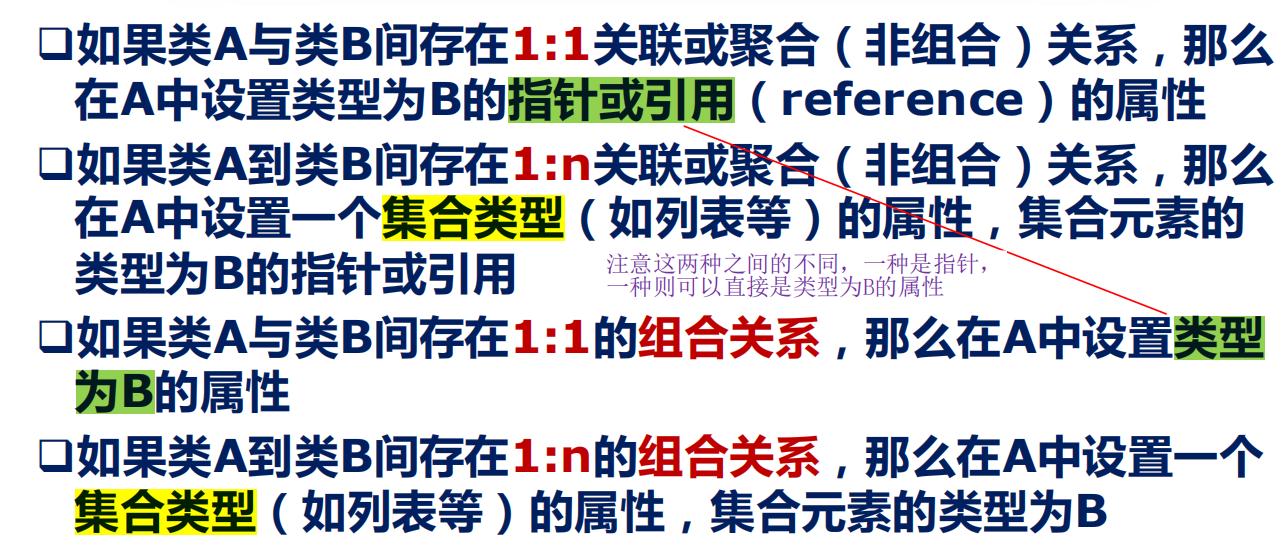 ❑如果类A与类B间存在1:1关联或聚合（非组合）关系，那么
在A中设置类型为B的指针或引用（reference）的属性
❑如果类A到类B间存在1:n关联或聚合（非组合）关系，那么
在A中设置一个集合类型（如列表等）的属性，集合元素的
类型为B的指针或引用
注意这两种之间的不同，一种是指针，
一种则可以直接是类型为B的属性
❑如果类A与类B间存在1:1的组合关系，那么在A中设置类型
为B的属性
❑如果类A到类B间存在1:n的组合关系，那么在A中设置一个
集合类型（如列表等）的属性，集合元素的类型为B